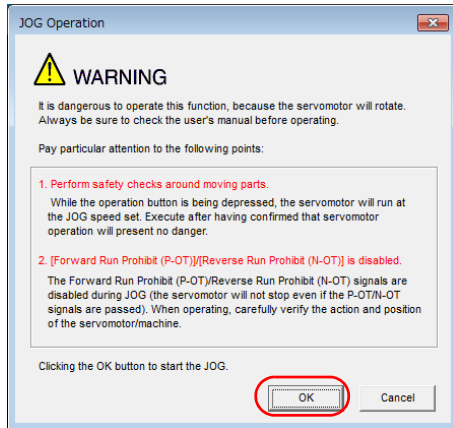 JOG Operation
WARNING
It is dangerous to operate this function, because the servomotor will rotate.
Always be sure to check the user's manual before operating.
Pay particular attention to the following points:
1. Perform safety checks around moving parts.
While the operation button is being depressed, the servomotor will run at
the JOG speed set. Execute after having confirmed that servomotor
operation will present no danger.
2. [Forward Run Prohibit (P-OT)]/[Reverse Run Prohibit (N-OT)] is disabled.
The Forward Run Prohibit (P-OT)/Reverse Run Prohibit (N-OT) signals are
disabled during JOG (the servomotor will not stop even if the P-OT/N-OT
signals are passed). When operating, carefully verify the action and position
of the servomotor/machine.
Clicking the OK button to start the JOG.
OK Cancel